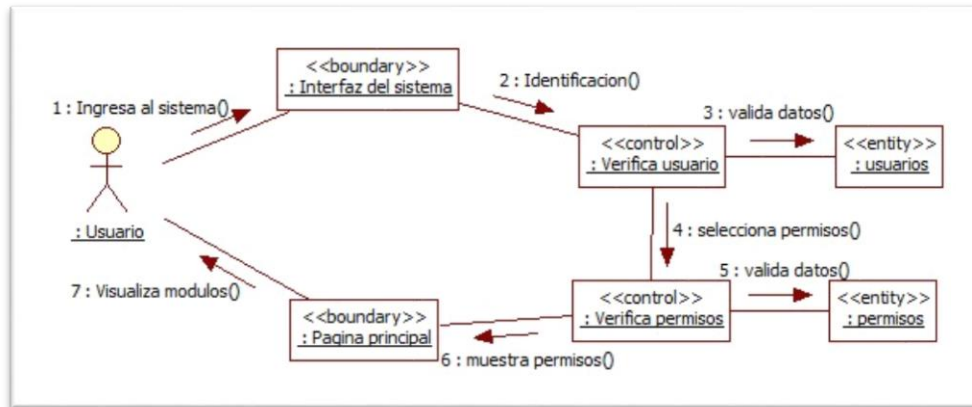 <<boundary>>
: Interfaz del sistema
2 : Identificacion()
1 : Ingresa al sistema()
3 : valida datos()
<<control>>
: Verifica usuario
<<entity>>
: usuarios
: Usuario
4 : selecciona permisos()
5 : valida datos()
7 : Visualiza modulos()
<<boundary>>
: Pagina principal
<<control>>
: Verifica permisos
<<entity>>
: permisos
6 : muestra permisos()